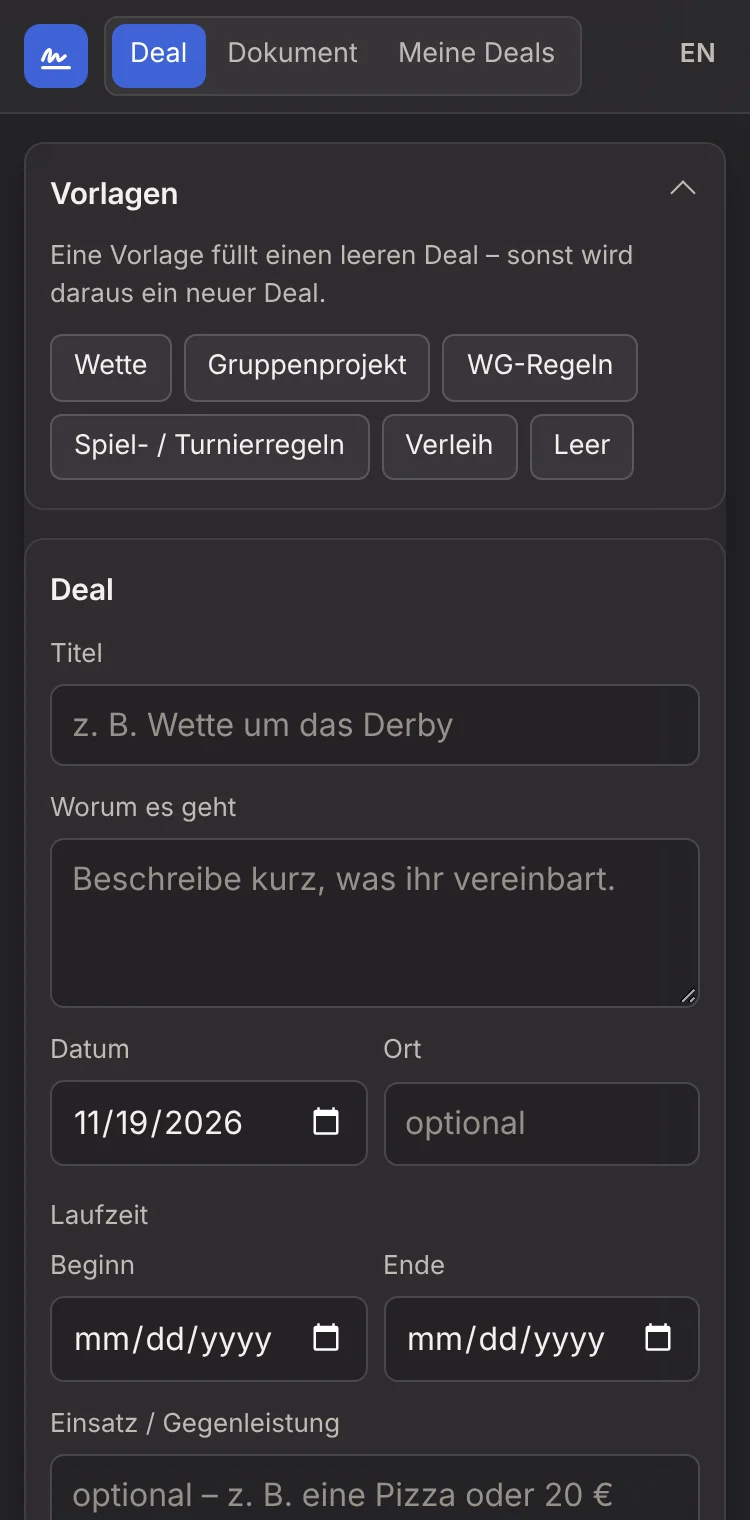 Deal Dokument Meine Deals EN
Vorlagen
Eine Vorlage füllt einen leeren Deal – sonst wird
daraus ein neuer Deal.
Wette Gruppenprojekt WG-Regeln
Spiel- / Turnierregeln Verleih Leer
Deal
Titel
z. B. Wette um das Derby
Worum es geht
Beschreibe kurz, was ihr vereinbart.
Datum Ort
11/19/2026 optional
Laufzeit
Beginn Ende
mm/dd/yyyy mm/dd/yyyy
Einsatz / Gegenleistung
optional – z. B. eine Pizza oder 20 €